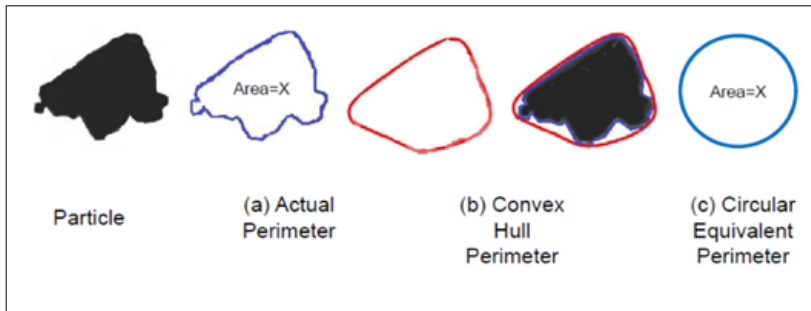 Area=X
Area=X
Particle
(a) Actual
Perimeter
(b) Convex
Hull
Perimeter
(c) Circular
Equivalent
Perimeter